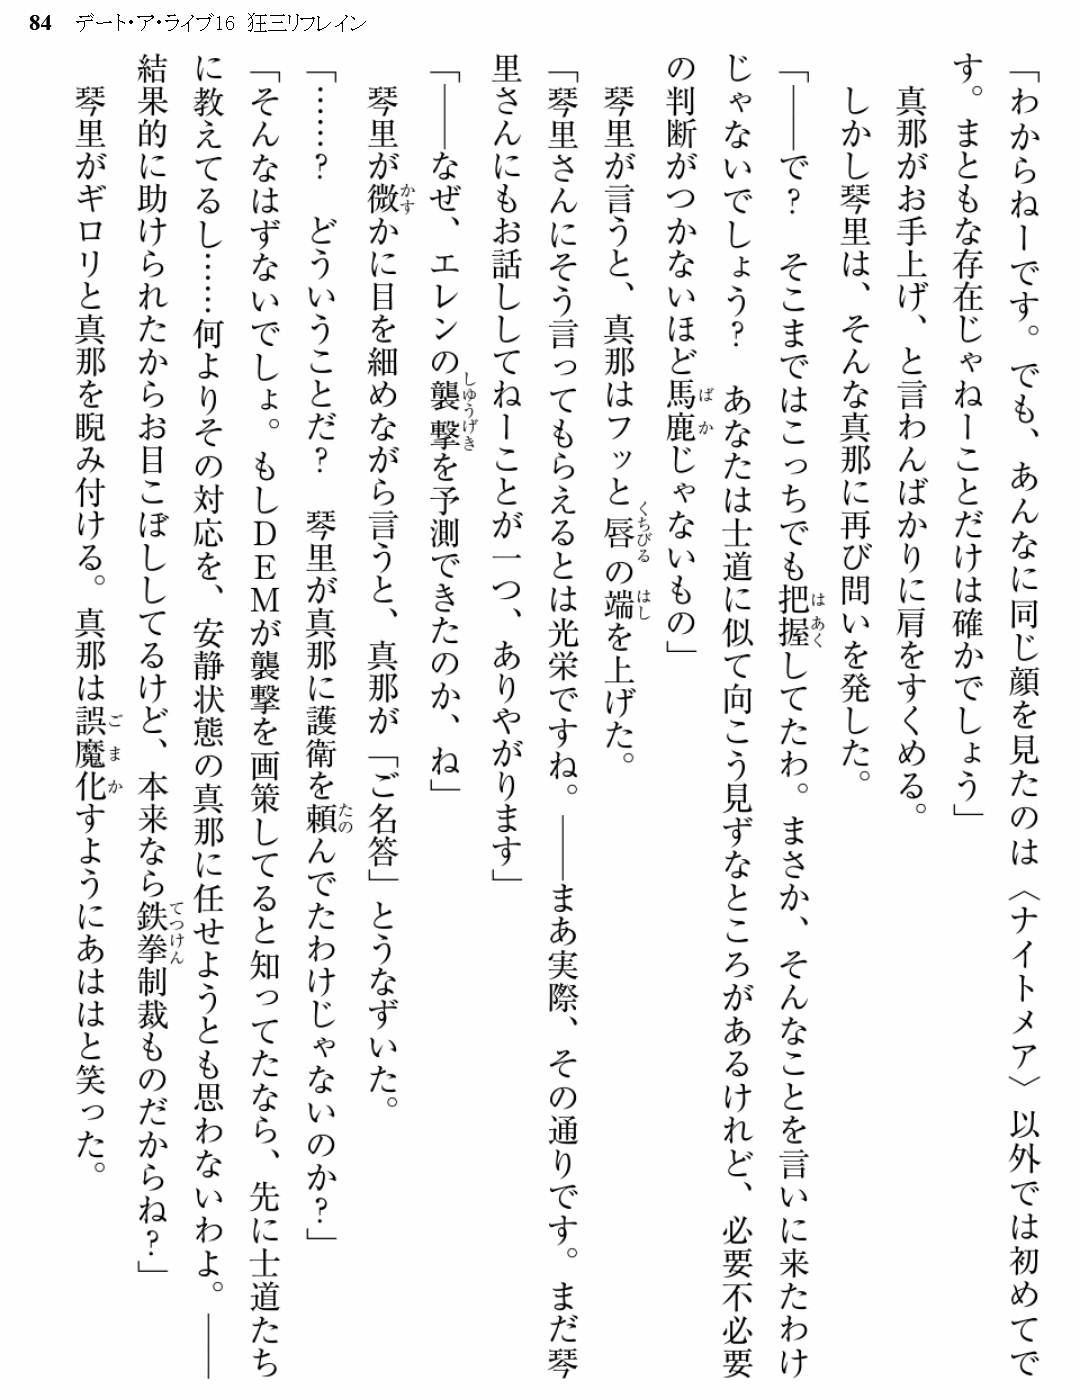 84 デート・ア・ライブ16 狂三リフレイン
「わからねーです。でも、あんなに同じ顔を見たのは〈ナイトメア〉以外では初めてで
す。まともな存在じゃねーことだけは確かでしょう」
真那がお手上げ、と言わんばかりに肩をすくめる。
しかし琴里は、そんな真那に再び問いを発した。
「――で？　そこまではこっちでも把握してたわ。まさか、そんなことを言いに来たわけ
じゃないでしょう？　あなたは士道に似て向こう見ずなところがあるけれど、必要不必要
の判断がつかないほど馬鹿じゃないもの」
琴里が言うと、真那はフッと唇の端を上げた。
「琴里さんにそう言ってもらえるとは光栄ですね。――まあ実際、その通りです。まだ琴
里さんにもお話ししてねーことが一つ、ありやがります」
「――なぜ、エレンの襲撃を予測できたのか、ね」
琴里が微かに目を細めながら言うと、真那が「ご名答」とうなずいた。
「……？　どういうことだ？　琴里が真那に護衛を頼んでたわけじゃないのか？」
「そんなはずないでしょ。もしＤＥＭが襲撃を画策してると知ってたなら、先に士道たち
に教えてるし……何よりその対応を、安静状態の真那に任せようとも思わないわよ。――
結果的に助けられたからお目こぼししてるけど、本来なら鉄拳制裁ものだからね？」
琴里がギロリと真那を睨み付ける。真那は誤魔化すようにあははと笑った。